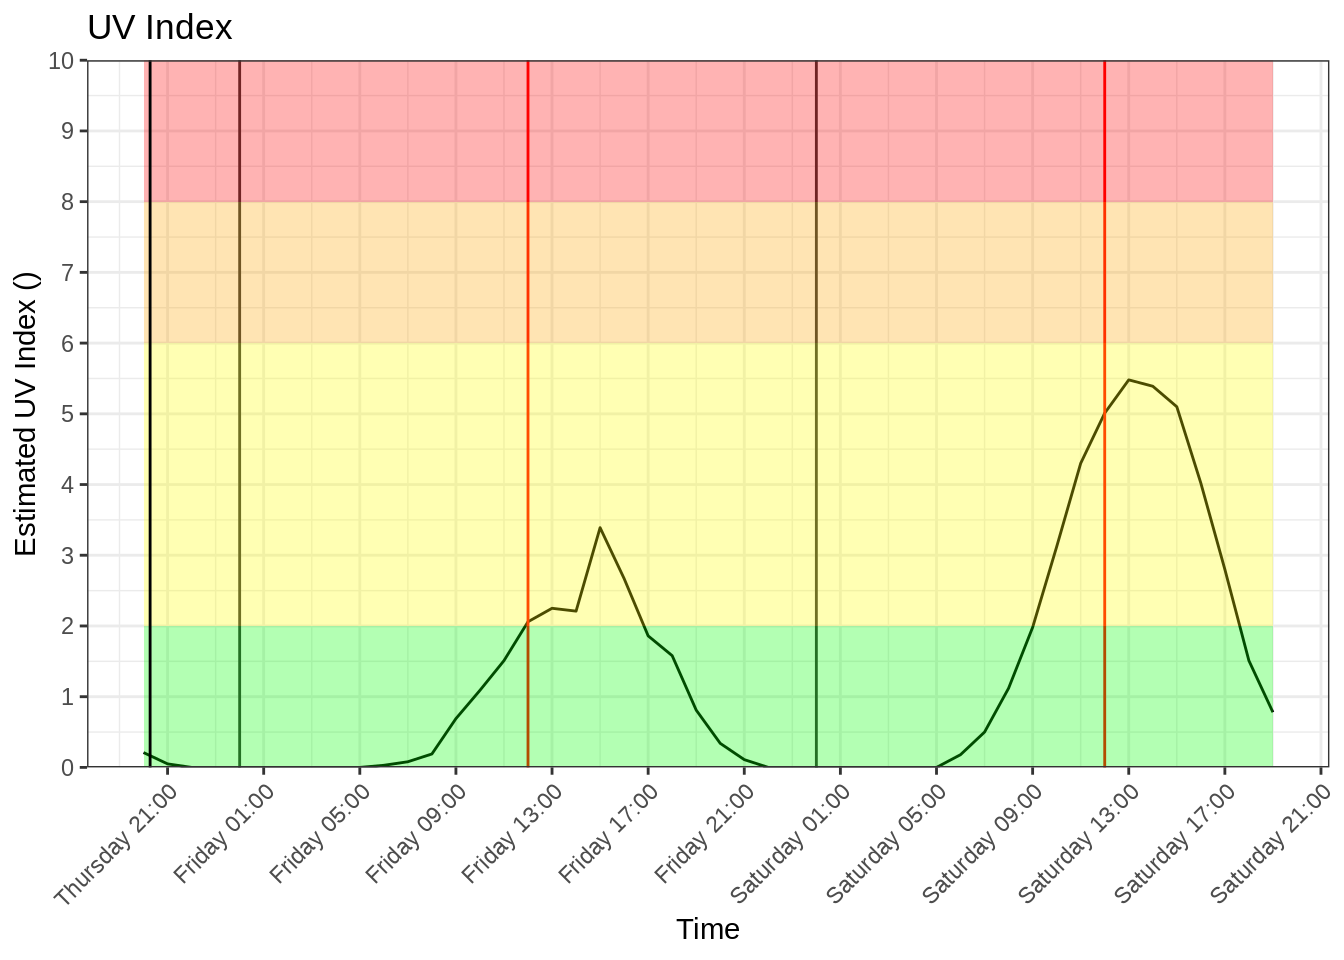 UV Index
Estimated UV Index ()
10
9
8
7
6
5
4
3
2
1
0
Thursday 21:00
Friday 01:00
Friday 05:00
Friday 09:00
Friday 13:00
Friday 17:00
Friday 21:00
Saturday 01:00
Saturday 05:00
Saturday 09:00
Saturday 13:00
Saturday 17:00
Saturday 21:00
Time